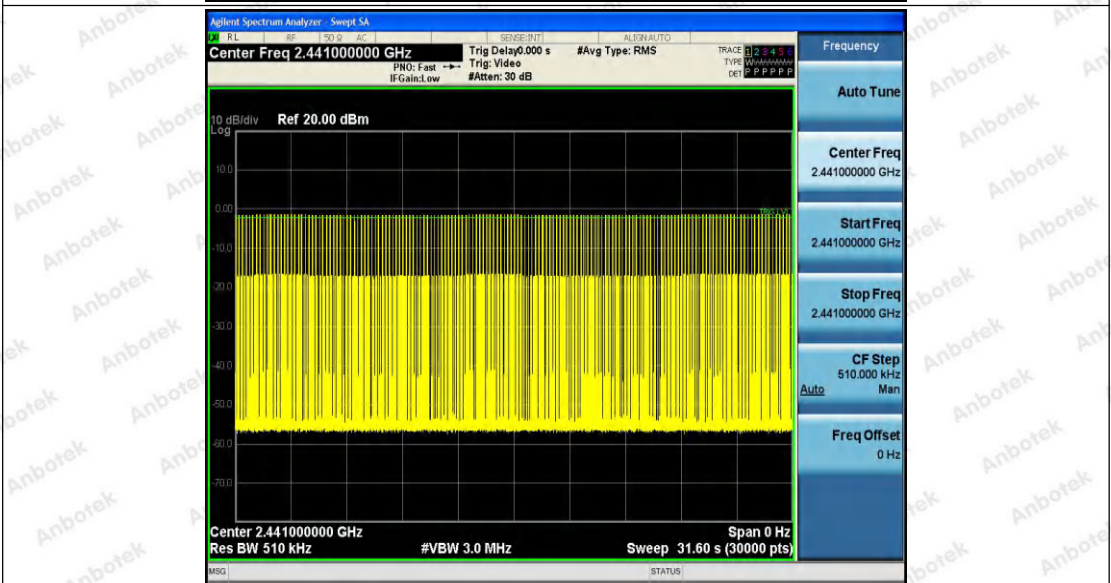 Agilent Spectrum Analyzer - Swept SA
RL RF 50 Ω AC SENSE:INT ALIGNAUTO
Center Freq 2.441000000 GHz
PNO: Fast
IFGain:Low
Trig Delay0.000 s
Trig: Video
#Atten: 30 dB
#Avg Type: RMS
TRACE 1 2 3 4 5 6
TYPE
DET P P P P P P
10 dB/div Ref 20.00 dBm
Log
10.0
0.00
TRIG LVL
-10.0
-20.0
-30.0
-40.0
-50.0
-60.0
-70.0
Center 2.441000000 GHz Span 0 Hz
Res BW 510 kHz #VBW 3.0 MHz Sweep 31.60 s (30000 pts)
MSG STATUS
Frequency
Auto Tune
Center Freq
2.441000000 GHz
Start Freq
2.441000000 GHz
Stop Freq
2.441000000 GHz
CF Step
510.000 kHz
Auto Man
Freq Offset
0 Hz
Anbotek